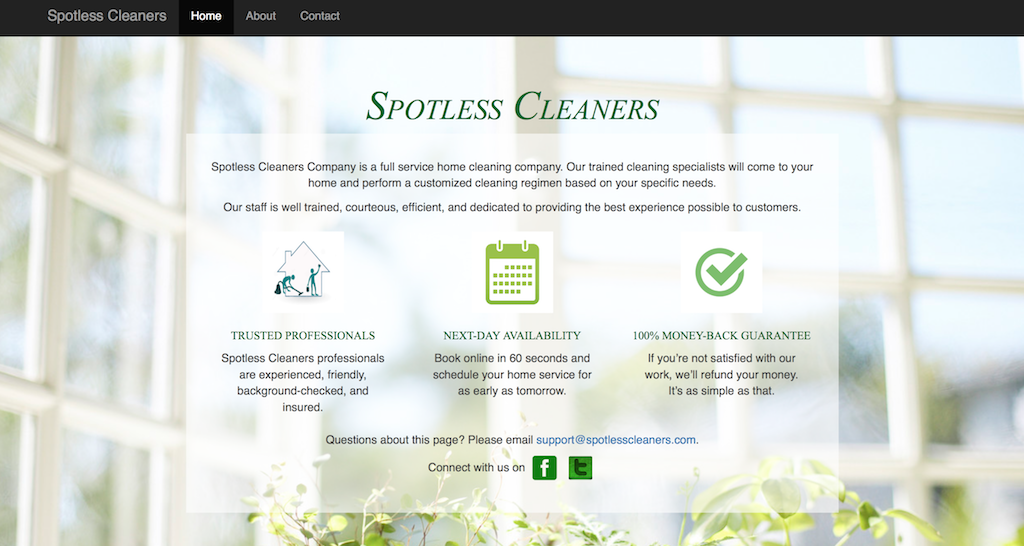 Spotless Cleaners Home About Contact
SPOTLESS CLEANERS
Spotless Cleaners Company is a full service home cleaning company. Our trained cleaning specialists will come to your
home and perform a customized cleaning regimen based on your specific needs.
Our staff is well trained, courteous, efficient, and dedicated to providing the best experience possible to customers.
TRUSTED PROFESSIONALS
Spotless Cleaners professionals
are experienced, friendly,
background-checked, and
insured.
NEXT-DAY AVAILABILITY
Book online in 60 seconds and
schedule your home service for
as early as tomorrow.
100% MONEY-BACK GUARANTEE
If you’re not satisfied with our
work, we’ll refund your money.
It’s as simple as that.
Questions about this page? Please email support@spotlesscleaners.com.
Connect with us on f t